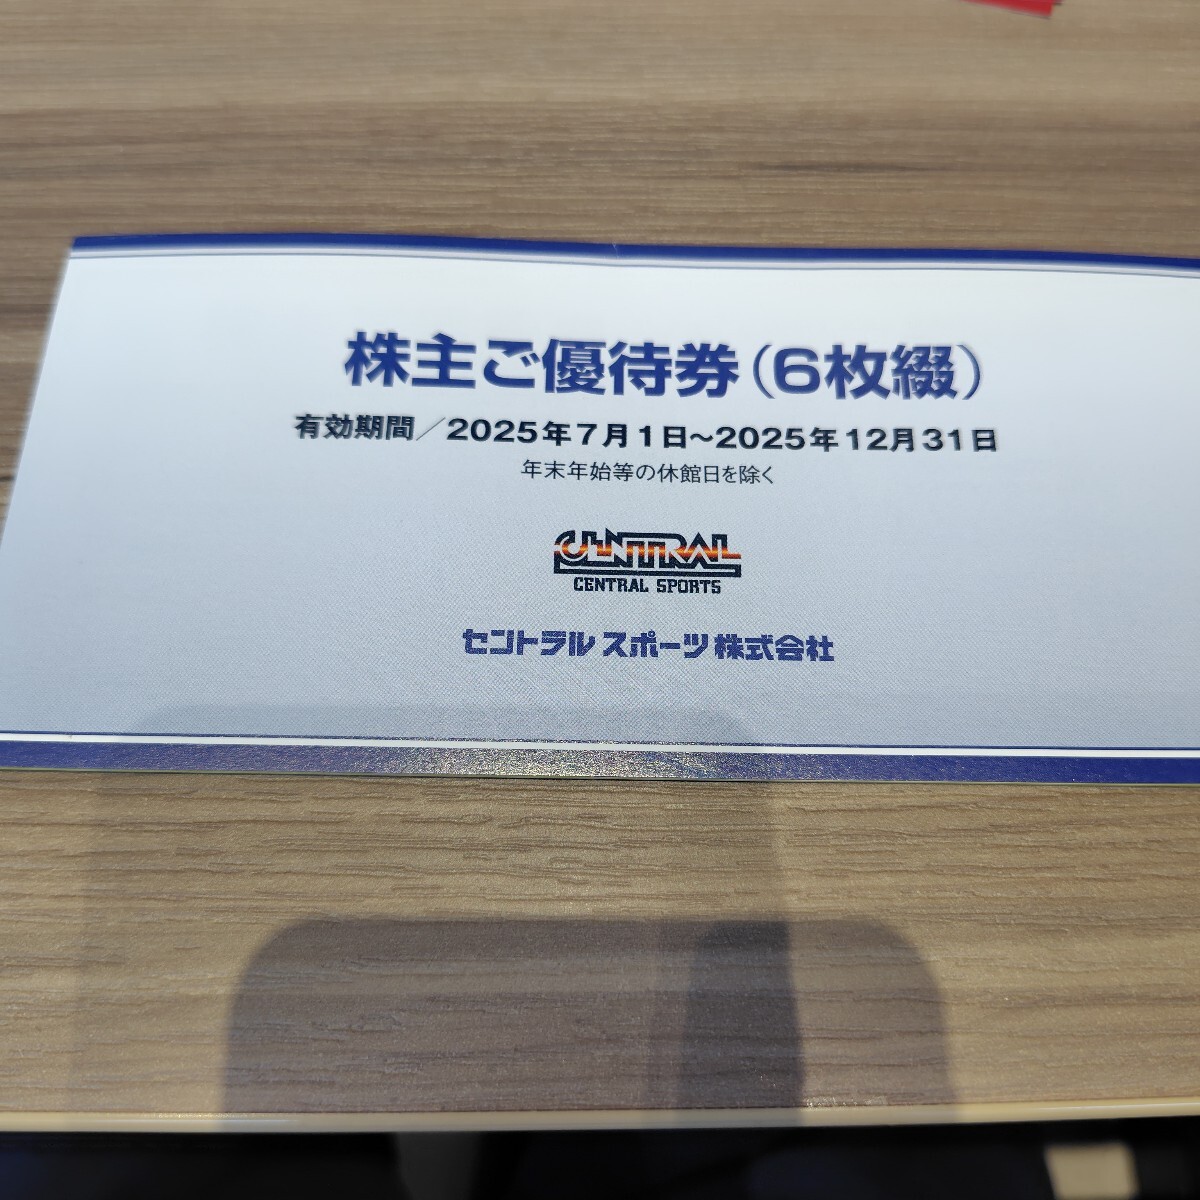 株主ご優待券(6枚綴)
有効期間/2025年7月1日~2025年12月31日
年末年始等の休館日を除く
CENTRAL
CENTRAL SPORTS
セントラルスポーツ株式会社